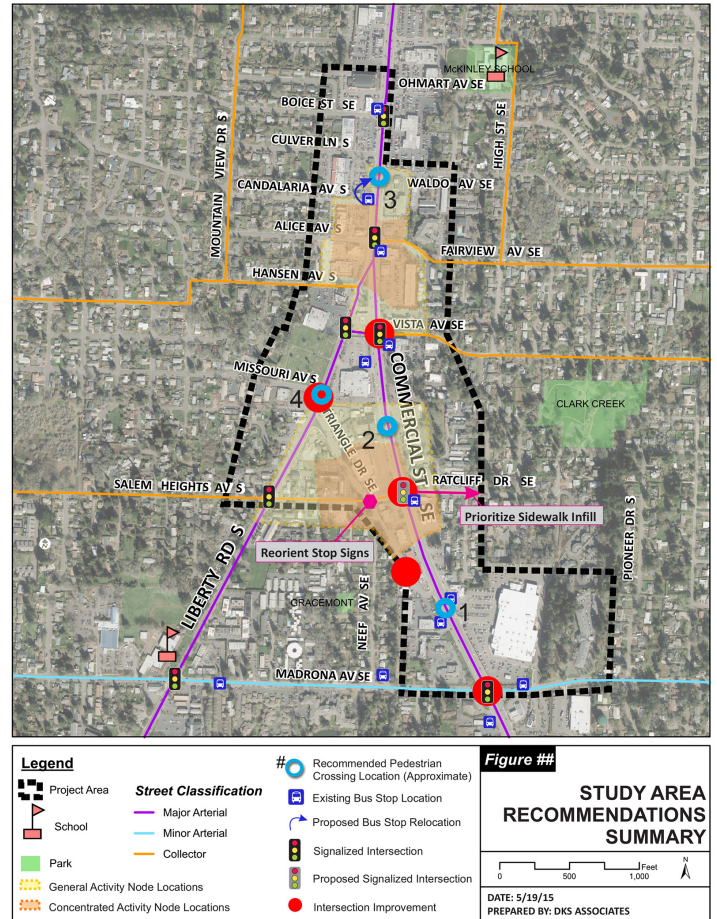 McKINLEY SCHOOL
OHMART AV SE
BOICE ST SE
CULVER LN S
MOUNTAIN VIEW DR S
HIGH ST SE
CANDALARIA AV S
WALDO AV SE
3
ALICE AV S
FAIRVIEW AV SE
HANSEN AV S
VISTA AV SE
MISSOURI AV S
COMMERCIAL ST SE
4
CLARK CREEK
TRIANGLE DR SE
2
SALEM HEIGHTS AV S
RATCLIFF DR SE
Prioritize Sidewalk Infill
Reorient Stop Signs
LIBERTY RD S
PIONEER DR S
GRACEMONT
NEEF AV SE
1
MADRONA AV SE
Legend
Project Area
School
Park
General Activity Node Locations
Concentrated Activity Node Locations
Street Classification
Major Arterial
Minor Arterial
Collector
#
Recommended Pedestrian
Crossing Location (Approximate)
Existing Bus Stop Location
Proposed Bus Stop Relocation
Signalized Intersection
Proposed Signalized Intersection
Intersection Improvement
Figure ##
STUDY AREA
RECOMMENDATIONS
SUMMARY
0 500 1,000 Feet
N
DATE: 5/19/15
PREPARED BY: DKS ASSOCIATES